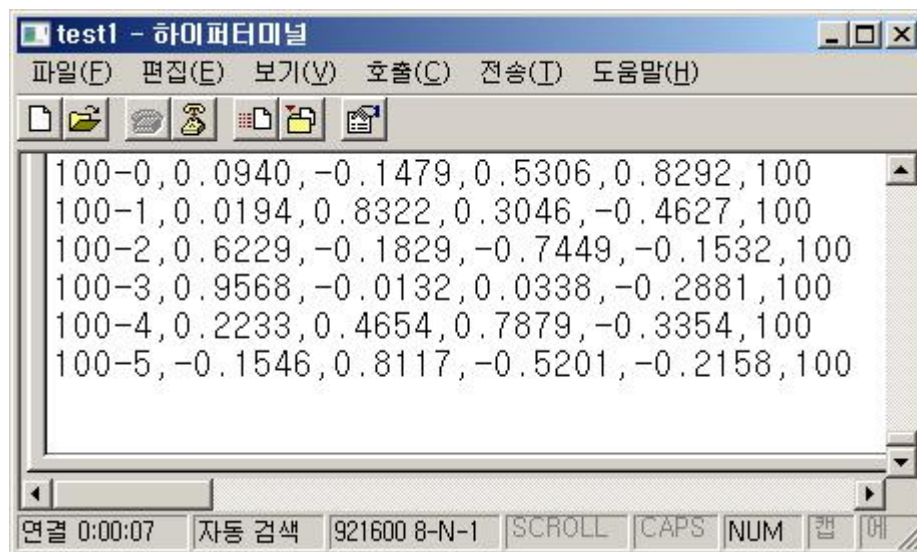 test1 - 하이퍼터미널
파일(F) 편집(E) 보기(V) 호출(C) 전송(T) 도움말(H)
100-0,0.0940,-0.1479,0.5306,0.8292,100
100-1,0.0194,0.8322,0.3046,-0.4627,100
100-2,0.6229,-0.1829,-0.7449,-0.1532,100
100-3,0.9568,-0.0132,0.0338,-0.2881,100
100-4,0.2233,0.4654,0.7879,-0.3354,100
100-5,-0.1546,0.8117,-0.5201,-0.2158,100
연결 0:00:07 자동 검색 921600 8-N-1 SCROLL CAPS NUM 캡 에